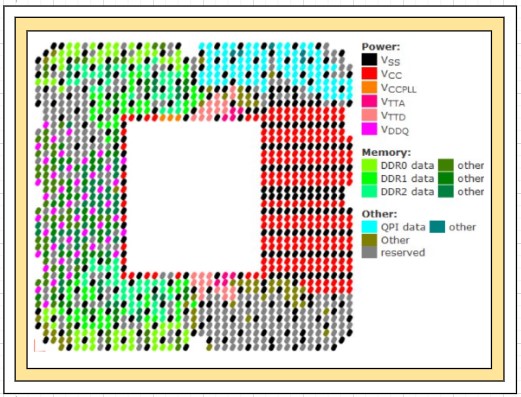 Power:
VSS
VCC
VCCPLL
VTTA
VTTD
VDDQ
Memory:
DDR0 data other
DDR1 data other
DDR2 data other
Other:
QPI data other
Other
reserved